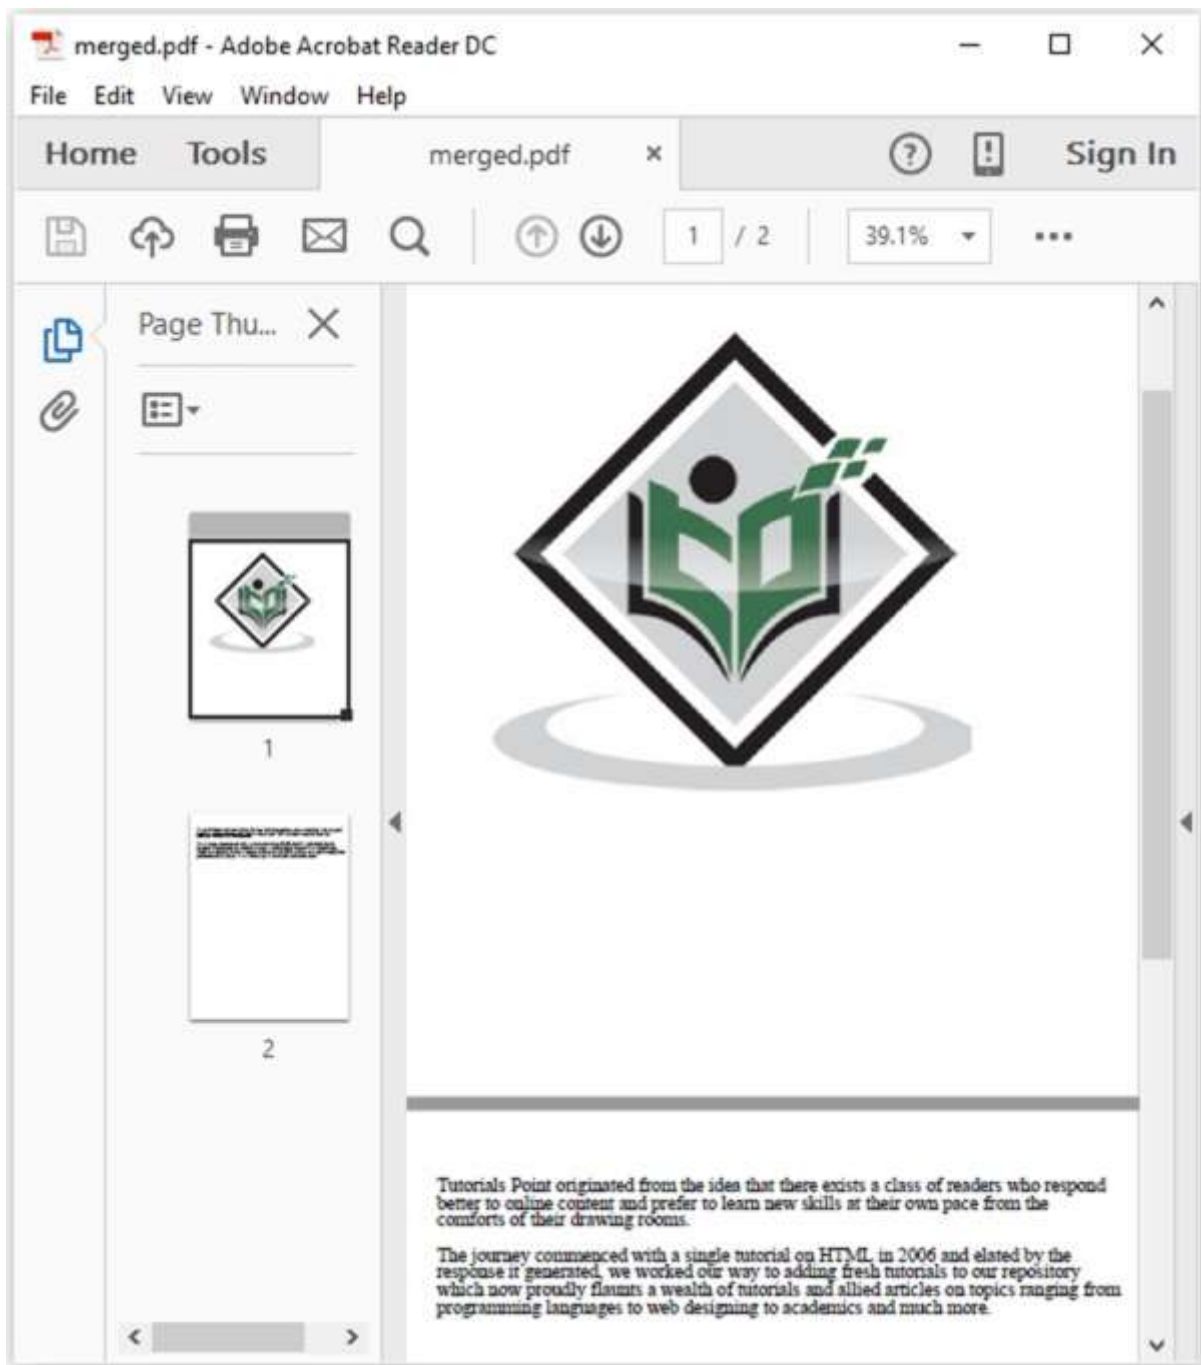 merged.pdf - Adobe Acrobat Reader DC
File Edit View Window Help
Home Tools merged.pdf × Sign In
1 / 2 39.1%
Page Thu...
1
2
Tutorials Point originated from the idea that there exists a class of readers who respond
better to online content and prefer to learn new skills at their own pace from the
comforts of their drawing rooms.
The journey commenced with a single tutorial on HTML in 2006 and elated by the
response it generated, we worked our way to adding fresh tutorials to our repository
which now proudly flaunts a wealth of tutorials and allied articles on topics ranging from
programming languages to web designing to academics and much more.